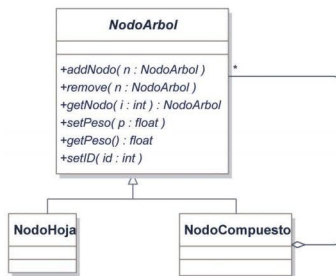 NodoArbol
+addNodo( n : NodoArbol )
+remove( n : NodoArbol )
+getNodo( i : int ) : NodoArbol
+setPeso( p : float )
+getPeso() : float
+setID( id : int )
*
NodoHoja
NodoCompuesto